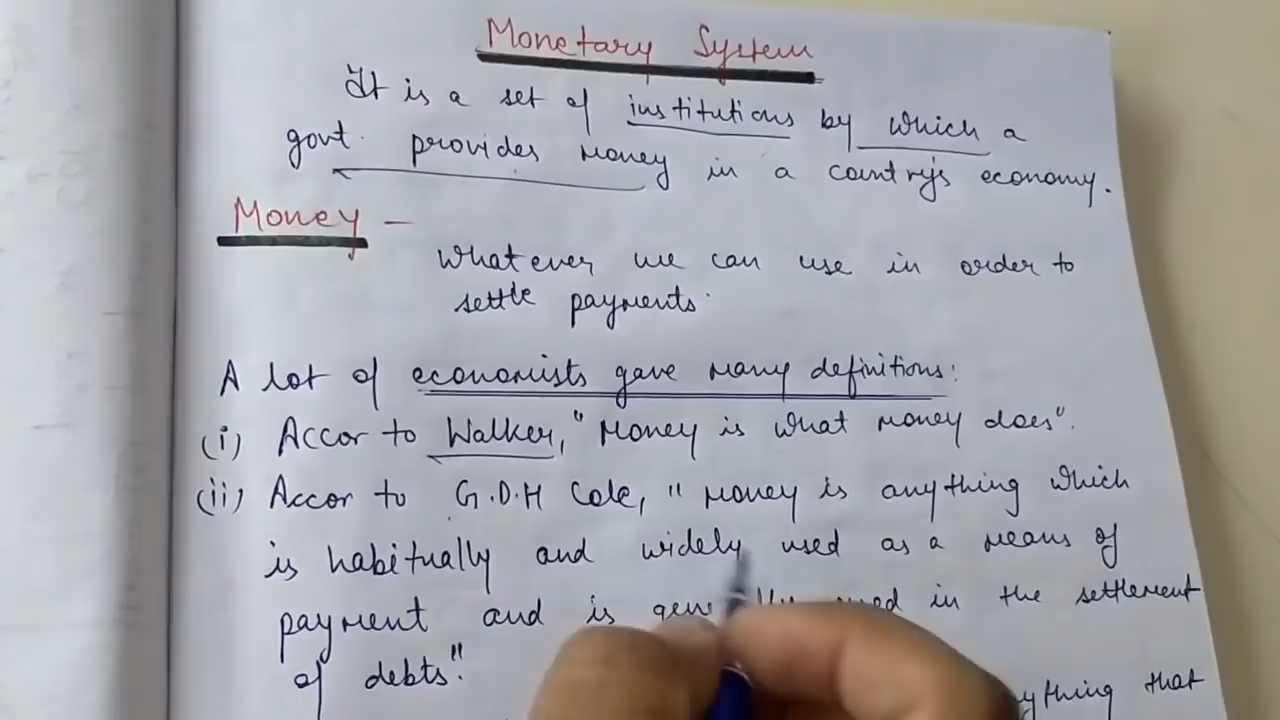 Monetary System
It is a set of institutions by which a
govt. provides money in a country's economy.
Money -
Whatever we can use in order to
settle payments.
A lot of economists gave many definitions:
(i) Accor to Walker, "Money is what money does".
(ii) Accor to G.D.H Cole, "Money is anything which
is habitually and widely used as a means of
payment and is used in the settlement
of debts."
that